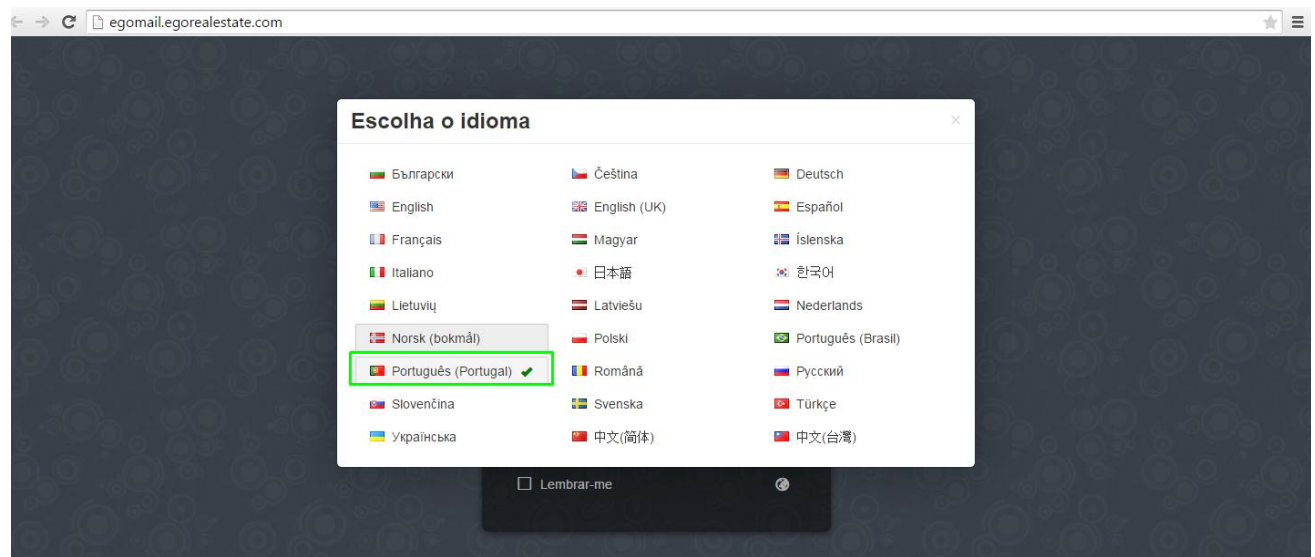 egomail.egorealestate.com
Escolha o idioma ×
Български Čeština Deutsch
English English (UK) Español
Français Magyar Íslenska
Italiano 日本語 한국어
Lietuvių Latviešu Nederlands
Norsk (bokmål) Polski Português (Brasil)
Português (Portugal) Română Русский
Slovenčina Svenska Türkçe
Українська 中文(简体) 中文(台灣)
Lembrar-me